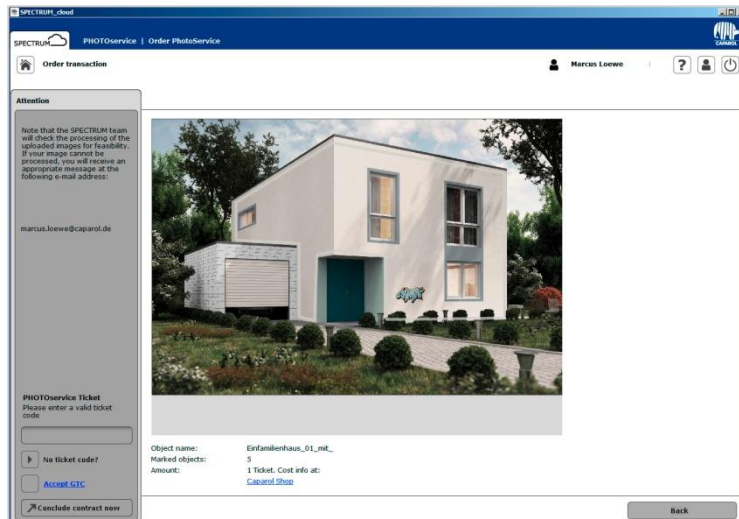 SPECTRUM_cloud
SPECTRUM
PHOTOservice | Order PhotoService
CAPAROL
Order transaction
Marcus Loewe
?
Attention
Note that the SPECTRUM team
will check the processing of the
uploaded images for feasibility.
If your image cannot be
processed, you will receive an
appropriate message at the
following e-mail address:
marcus.loewe@caparol.de
PHOTOservice Ticket
Please enter a valid ticket
code
No ticket code?
Accept GTC
Conclude contract now
Object name: Einfamilienhaus_01_mit_
Marked objects: 5
Amount: 1 Ticket. Cost info at:
Caparol Shop
Back